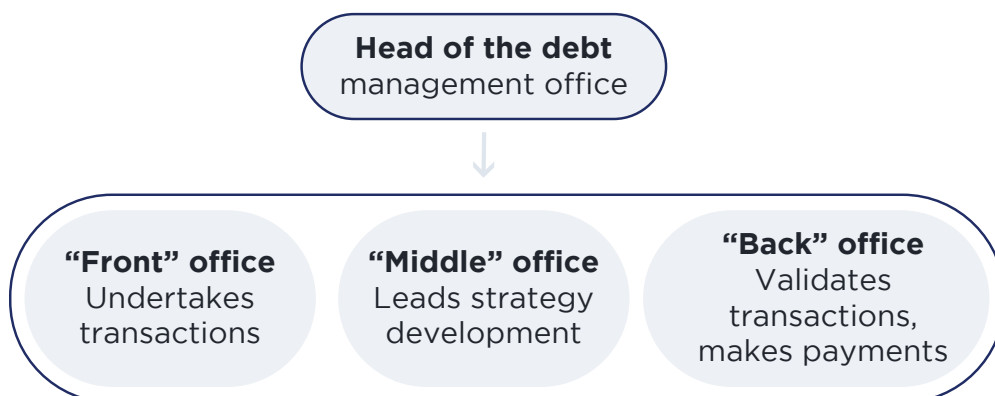 Head of the debt
management office
“Front” office
Undertakes
transactions
“Middle” office
Leads strategy
development
“Back” office
Validates
transactions,
makes payments